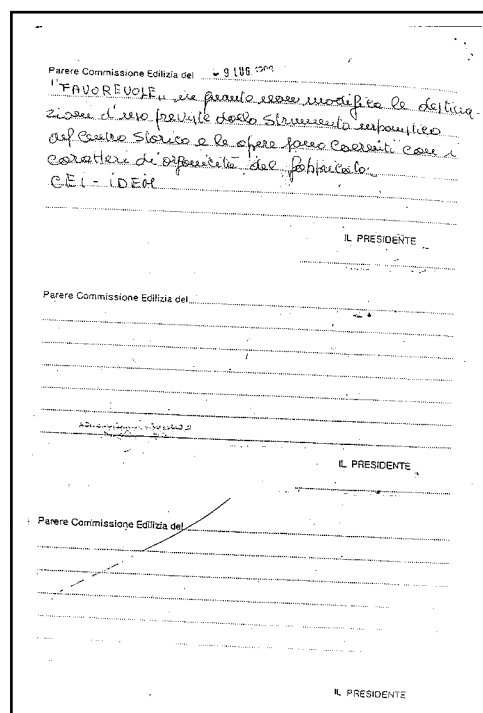 Parere Commissione Edilizia del - 9 LUG.
"FAVOREVOLE" in quanto non modifica le destina-
zioni d'uso previste dallo strumento urbanistico
del Centro Storico e le opere sono coerenti con i
caratteri di organicità del fabbricato.
CEI - IDEM
IL PRESIDENTE
Parere Commissione Edilizia del
IL PRESIDENTE
Parere Commissione Edilizia del
IL PRESIDENTE